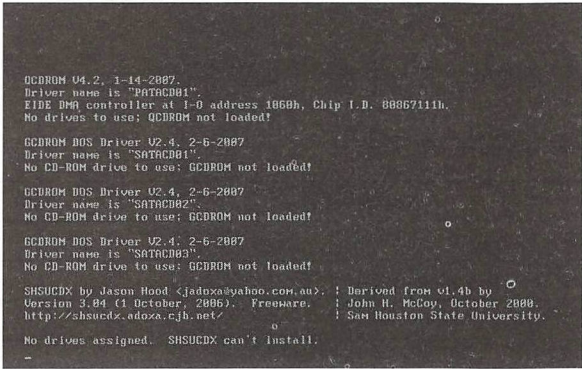 QCDROM V4.2, 1-14-2007.
Driver name is "PATACD01".
EIDE DMA controller at I-O address 1060h, Chip I.D. 80867111h.
No drives to use; QCDROM not loaded!
GCDROM DOS Driver V2.4, 2-6-2007
Driver name is "SATACD01".
No CD-ROM drive to use; GCDROM not loaded!
GCDROM DOS Driver V2.4, 2-6-2007
Driver name is "SATACD02".
No CD-ROM drive to use; GCDROM not loaded!
GCDROM DOS Driver V2.4, 2-6-2007
Driver name is "SATACD03".
No CD-ROM drive to use; GCDROM not loaded!
SHSUCDX by Jason Hood <jadoxa@yahoo.com.au>. | Derived from v1.4b by
Version 3.04 (1 October, 2006). Freeware. | John H. McCoy, October 2000.
http://shsucdx.adoxa.cjb.net/ | Sam Houston State University.
No drives assigned. SHSUCDX can't install.